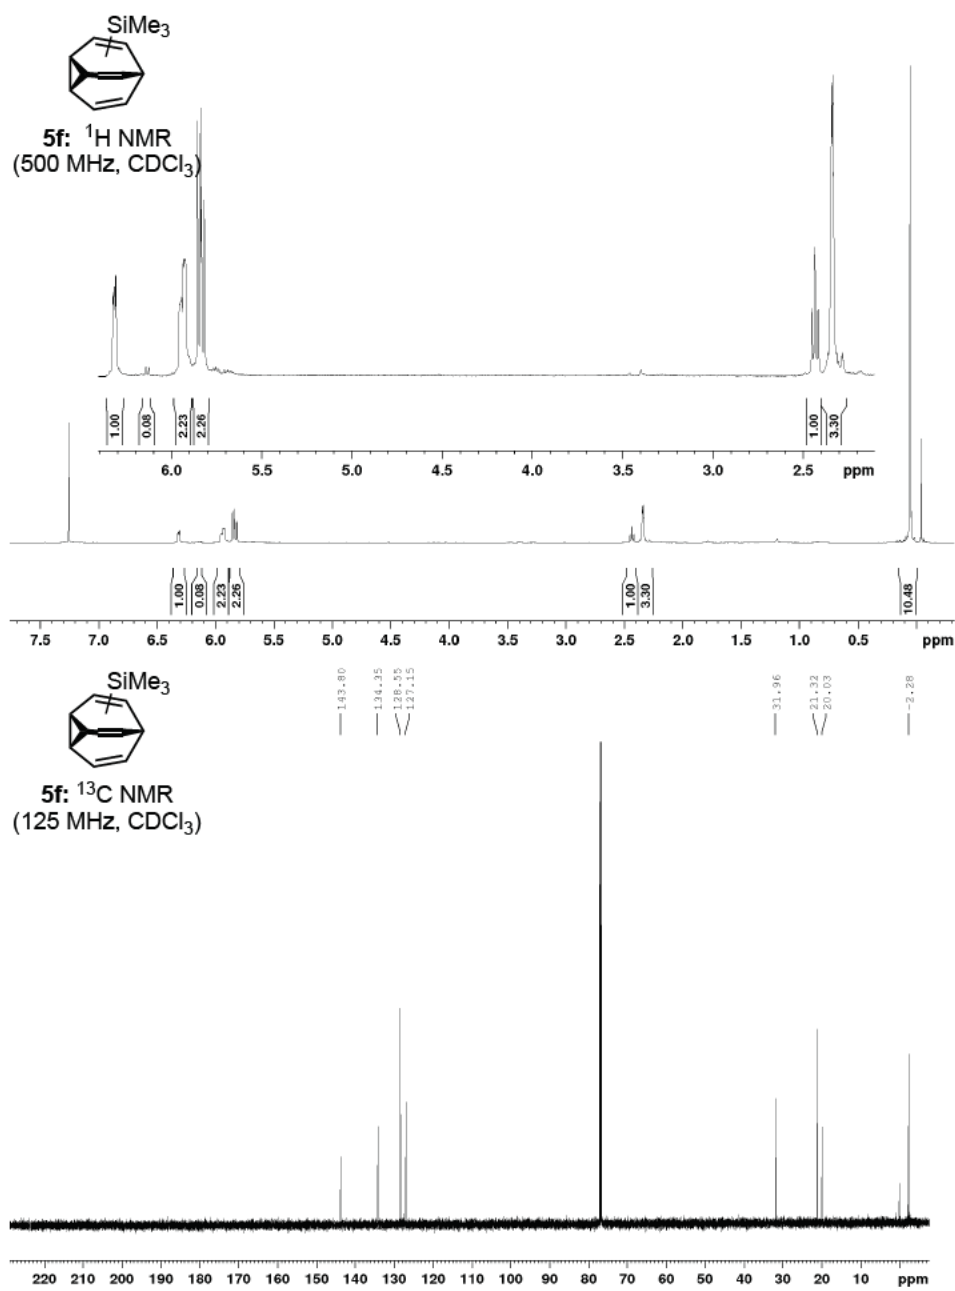 SiMe3
5f: 1H NMR
(500 MHz, CDCl3)
1.00 0.08 2.23 2.26 1.00 3.30
6.0 5.5 5.0 4.5 4.0 3.5 3.0 2.5 ppm
1.00 0.08 2.23 2.26 1.00 3.30 10.48
7.5 7.0 6.5 6.0 5.5 5.0 4.5 4.0 3.5 3.0 2.5 2.0 1.5 1.0 0.5 ppm
143.80 134.35 128.55 127.15 31.96 21.32 20.03 -2.28
SiMe3
5f: 13C NMR
(125 MHz, CDCl3)
220 210 200 190 180 170 160 150 140 130 120 110 100 90 80 70 60 50 40 30 20 10 ppm